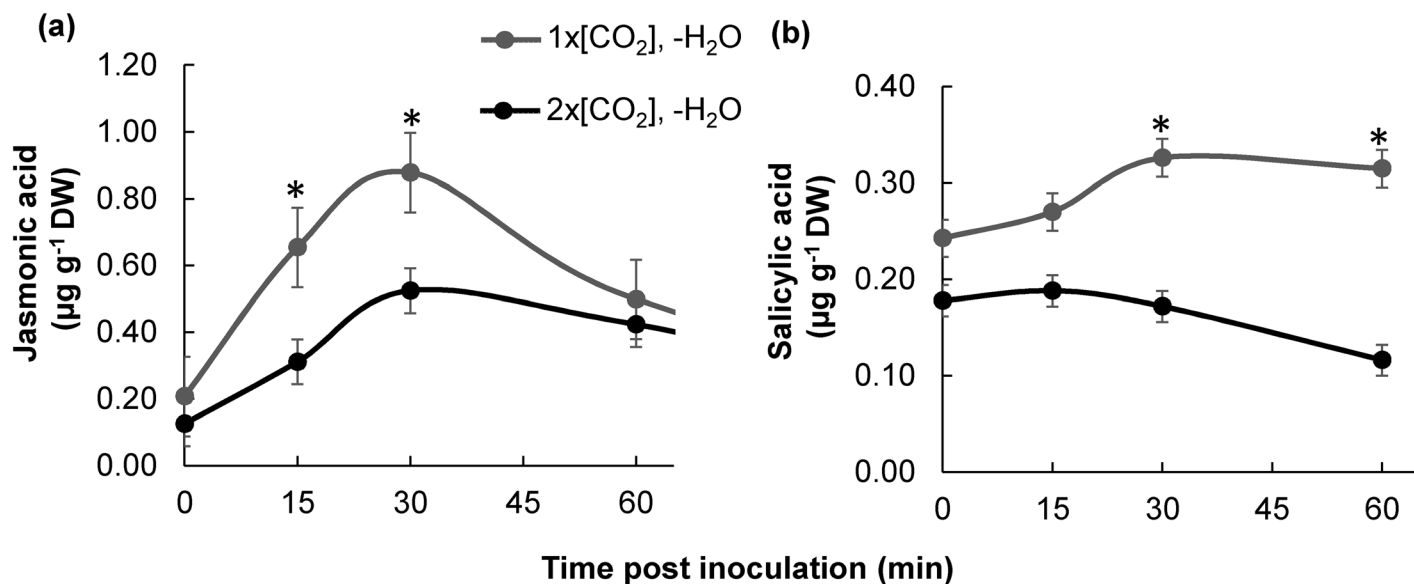 (a)
1x[CO₂], -H₂O
2x[CO₂], -H₂O
Jasmonic acid
(µg g⁻¹ DW)
1.20
1.00
0.80
0.60
0.40
0.20
0.00
*
*
0
15
30
45
60
(b)
Salicylic acid
(µg g⁻¹ DW)
0.40
0.30
0.20
0.10
0.00
*
*
0
15
30
45
60
Time post inoculation (min)